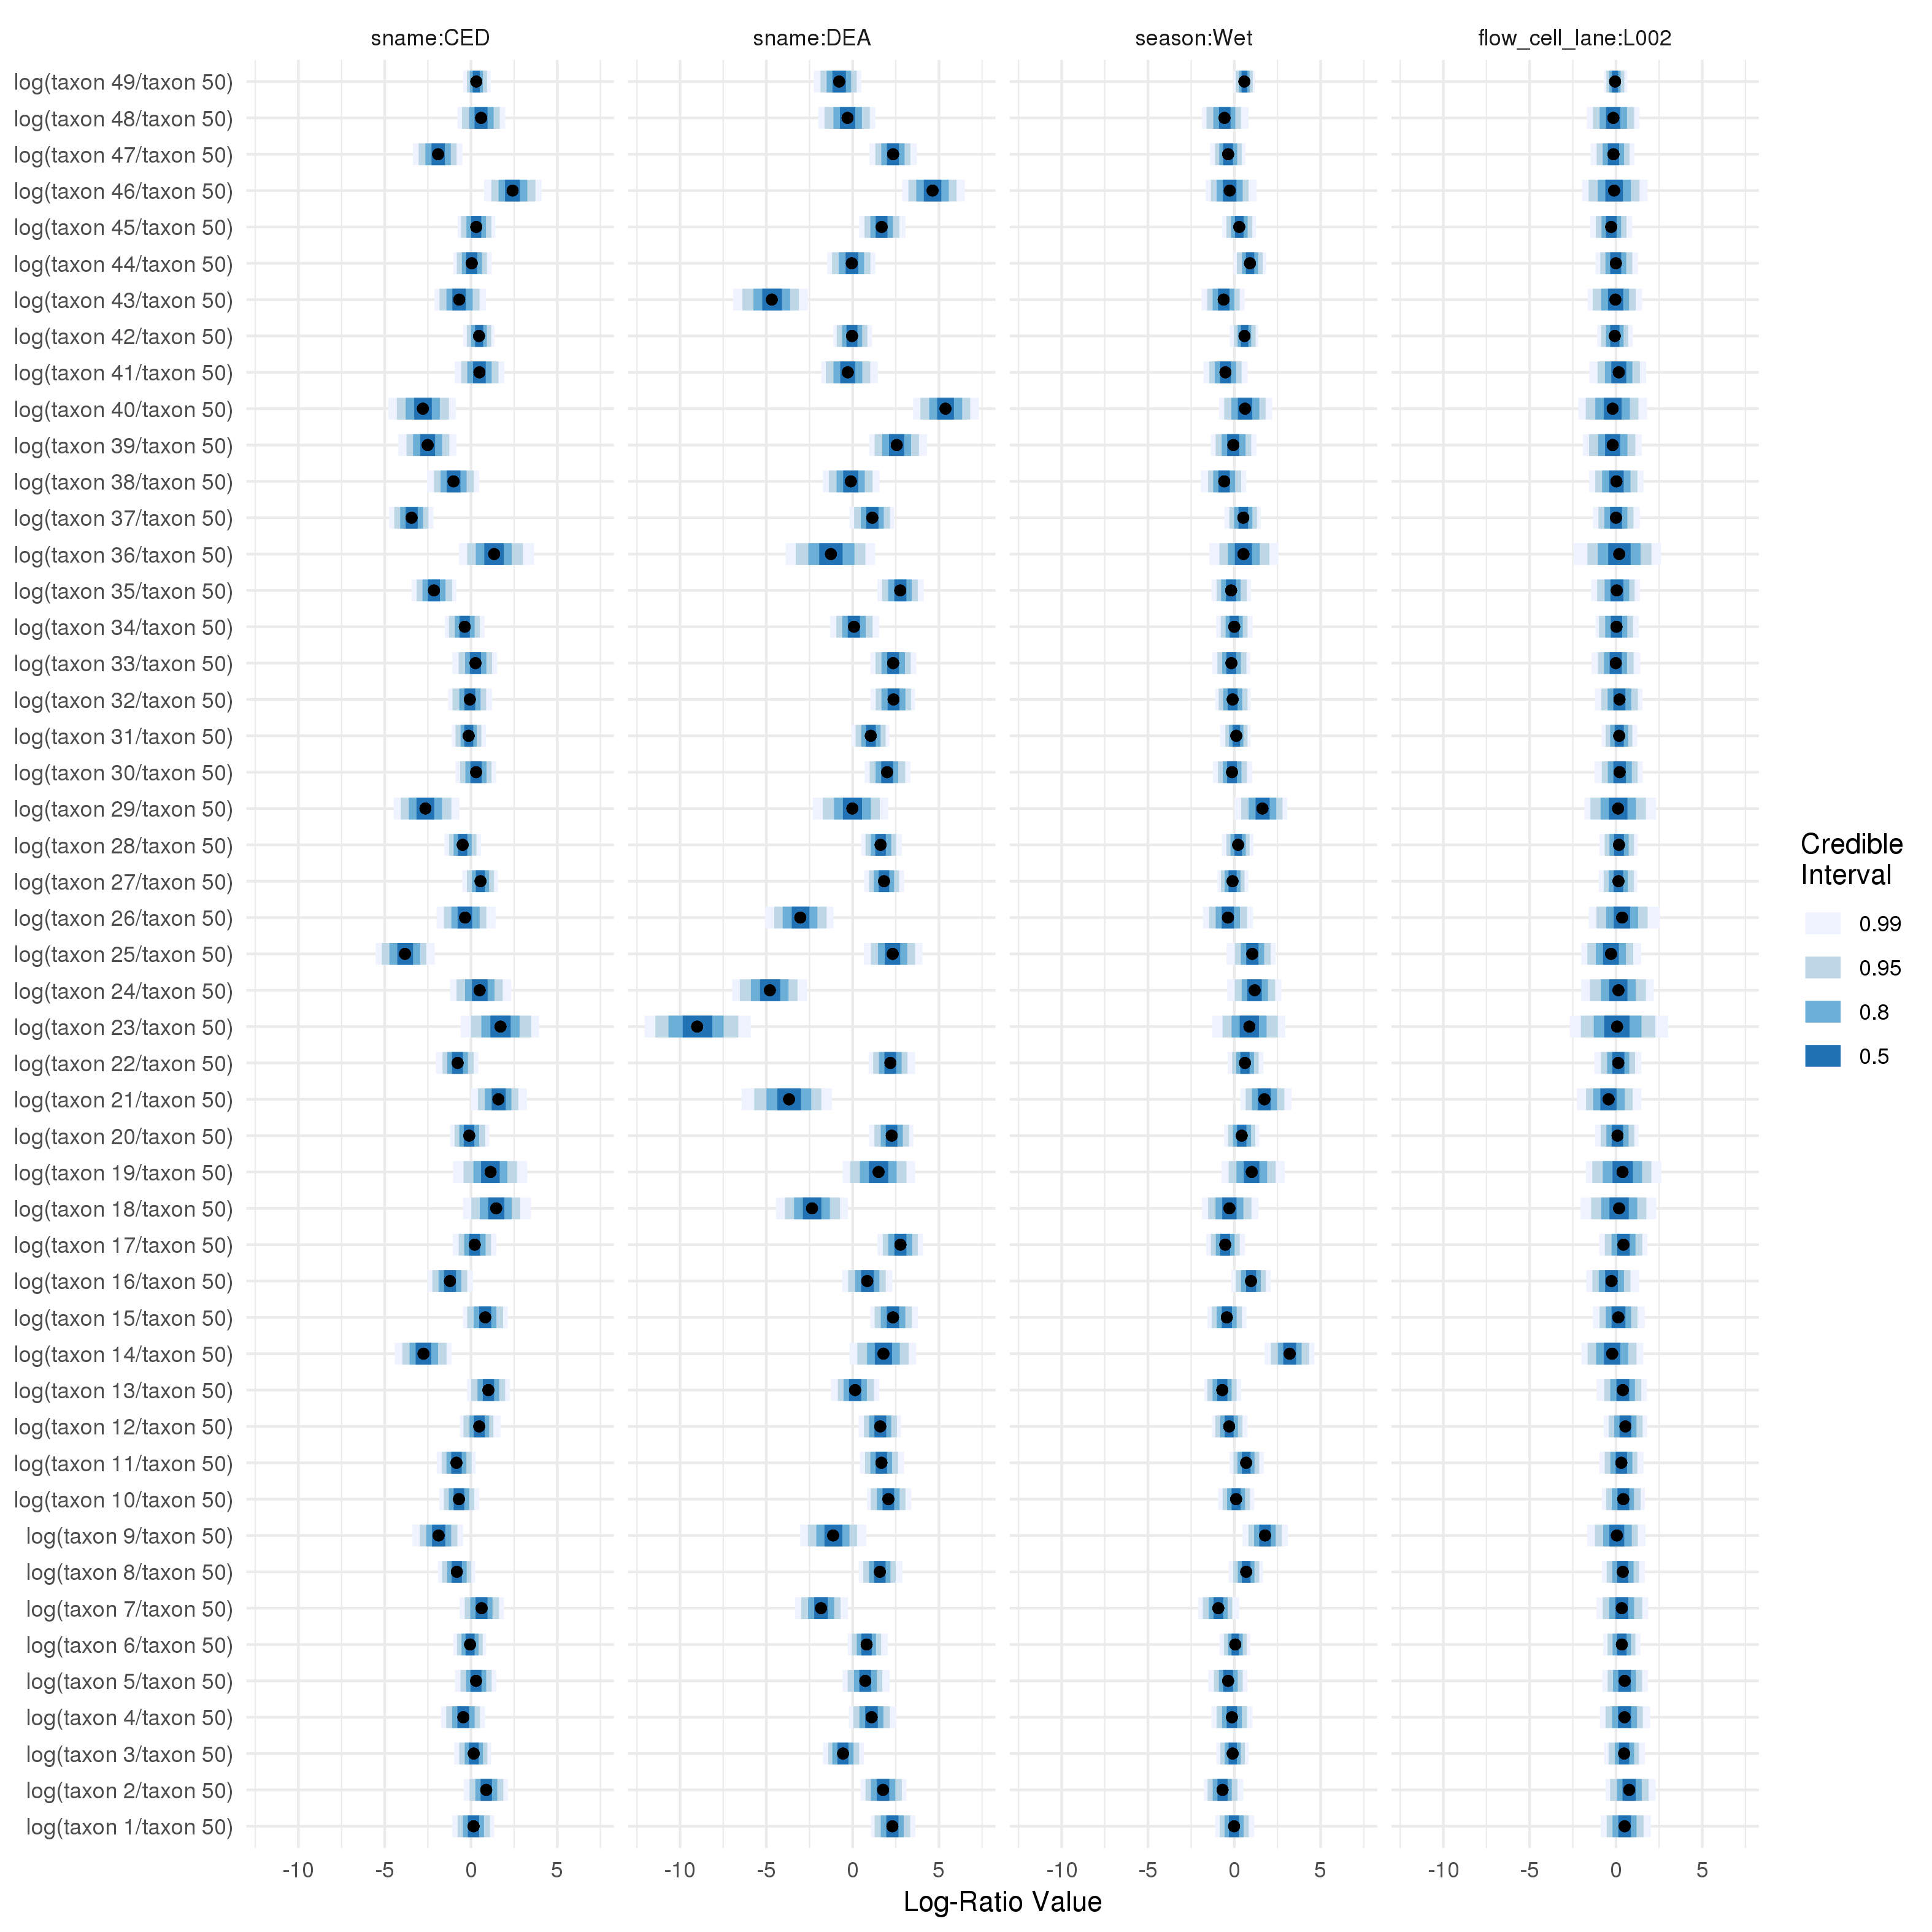 sname:CED sname:DEA season:Wet flow_cell_lane:L002
log(taxon 49/taxon 50)
log(taxon 48/taxon 50)
log(taxon 47/taxon 50)
log(taxon 46/taxon 50)
log(taxon 45/taxon 50)
log(taxon 44/taxon 50)
log(taxon 43/taxon 50)
log(taxon 42/taxon 50)
log(taxon 41/taxon 50)
log(taxon 40/taxon 50)
log(taxon 39/taxon 50)
log(taxon 38/taxon 50)
log(taxon 37/taxon 50)
log(taxon 36/taxon 50)
log(taxon 35/taxon 50)
log(taxon 34/taxon 50)
log(taxon 33/taxon 50)
log(taxon 32/taxon 50)
log(taxon 31/taxon 50)
log(taxon 30/taxon 50)
log(taxon 29/taxon 50)
log(taxon 28/taxon 50)
log(taxon 27/taxon 50)
log(taxon 26/taxon 50)
log(taxon 25/taxon 50)
log(taxon 24/taxon 50)
log(taxon 23/taxon 50)
log(taxon 22/taxon 50)
log(taxon 21/taxon 50)
log(taxon 20/taxon 50)
log(taxon 19/taxon 50)
log(taxon 18/taxon 50)
log(taxon 17/taxon 50)
log(taxon 16/taxon 50)
log(taxon 15/taxon 50)
log(taxon 14/taxon 50)
log(taxon 13/taxon 50)
log(taxon 12/taxon 50)
log(taxon 11/taxon 50)
log(taxon 10/taxon 50)
log(taxon 9/taxon 50)
log(taxon 8/taxon 50)
log(taxon 7/taxon 50)
log(taxon 6/taxon 50)
log(taxon 5/taxon 50)
log(taxon 4/taxon 50)
log(taxon 3/taxon 50)
log(taxon 2/taxon 50)
log(taxon 1/taxon 50)
-10 -5 0 5 -10 -5 0 5 -10 -5 0 5 -10 -5 0 5
Log-Ratio Value
Credible
Interval
0.99
0.95
0.8
0.5